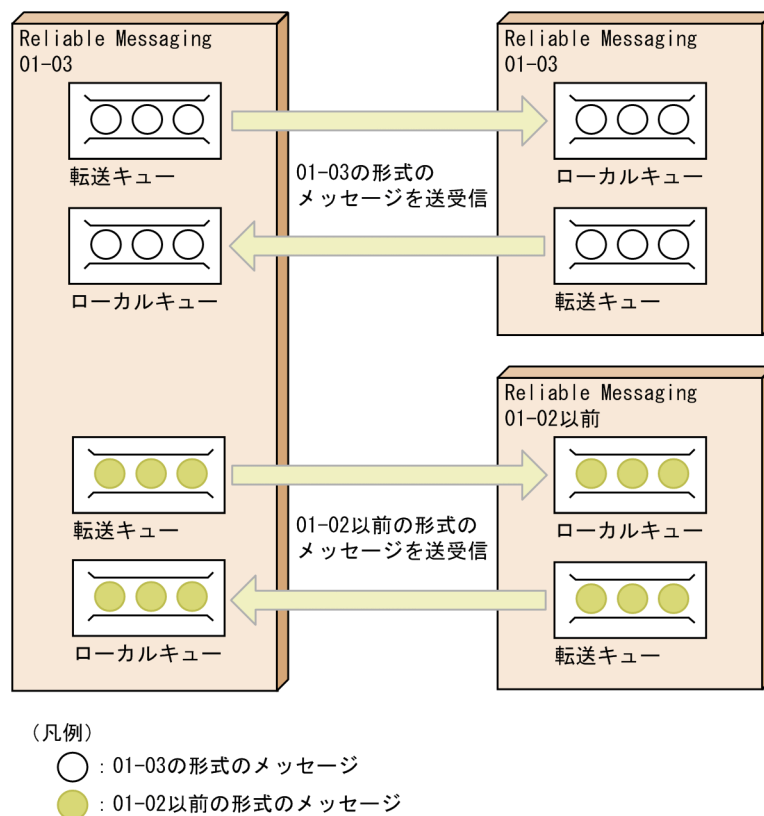 Reliable Messaging
01-03
転送キュー
ローカルキュー
01-03の形式の
メッセージを送受信
Reliable Messaging
01-03
ローカルキュー
転送キュー
転送キュー
ローカルキュー
01-02以前の形式の
メッセージを送受信
Reliable Messaging
01-02以前
ローカルキュー
転送キュー
（凡例）
：01-03の形式のメッセージ
：01-02以前の形式のメッセージ